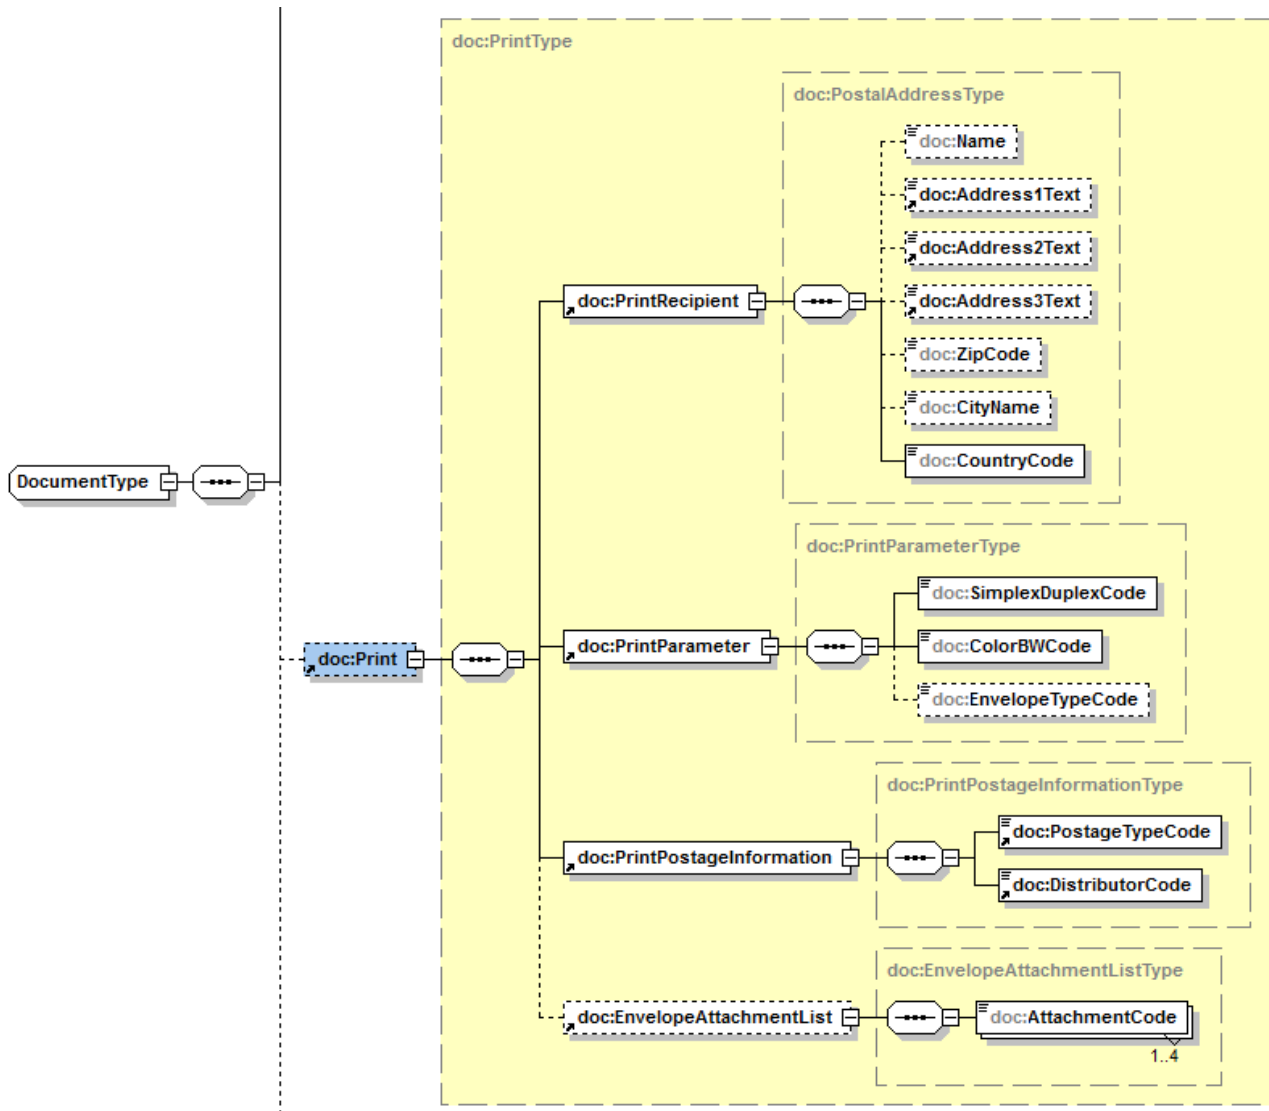 doc:PrintType
doc:PostalAddressType
doc:Name
doc:Address1Text
doc:Address2Text
doc:PrintRecipient
doc:Address3Text
doc:ZipCode
doc:CityName
doc:CountryCode
DocumentType
doc:PrintParameterType
doc:SimplexDuplexCode
doc:Print
doc:PrintParameter
doc:ColorBWCode
doc:EnvelopeTypeCode
doc:PrintPostageInformationType
doc:PostageTypeCode
doc:PrintPostageInformation
doc:DistributorCode
doc:EnvelopeAttachmentListType
doc:EnvelopeAttachmentList
doc:AttachmentCode
1..4